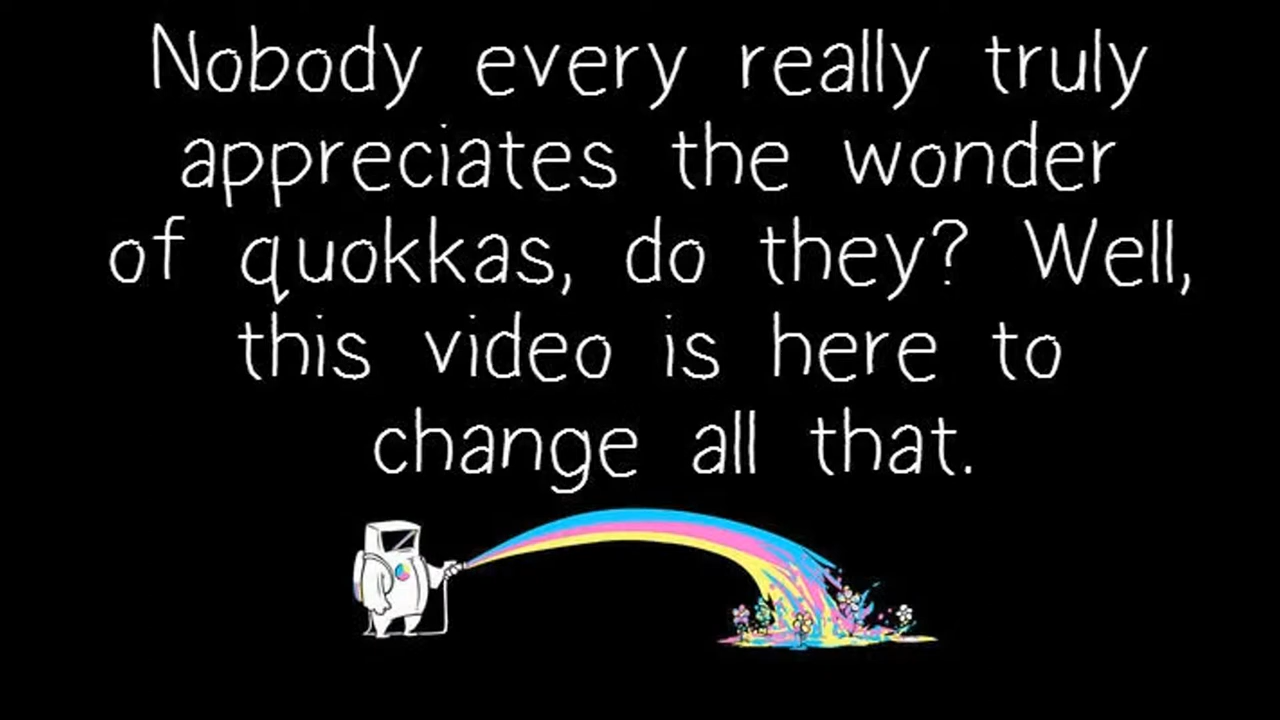 Nobody every really truly
appreciates the wonder
of quokkas, do they? Well,
this video is here to
change all that.